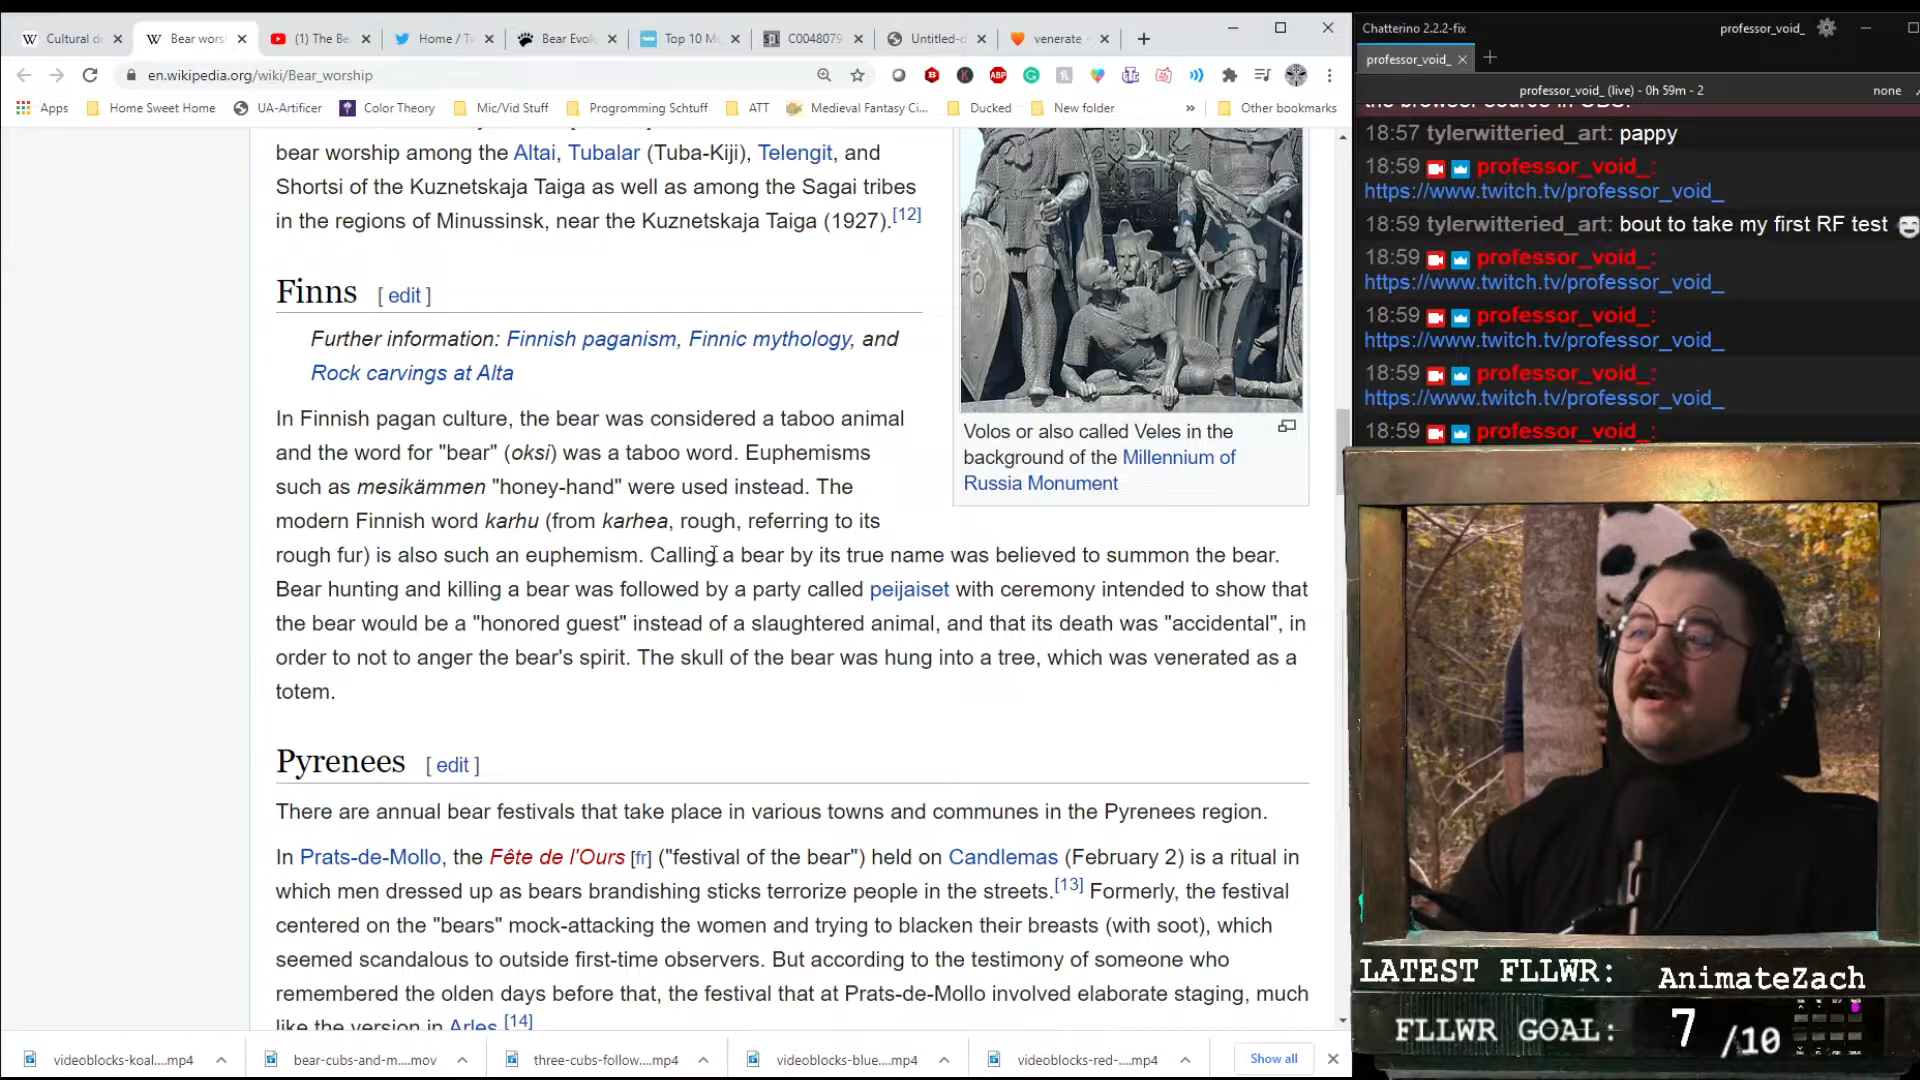 Cultural d
Bear wors
(1) The Be
Home / T
Bear Evolu
Top 10 M
C0048079
Untitled-
venerate -
en.wikipedia.org/wiki/Bear_worship
Apps
Home Sweet Home
UA-Artificer
Color Theory
Mic/Vid Stuff
Programming Schtuff
ATT
Medieval Fantasy Ci...
Ducked
New folder
»
Other bookmarks
bear worship among the Altai, Tubalar (Tuba-Kiji), Telengit, and
Shortsi of the Kuznetskaja Taiga as well as among the Sagai tribes
in the regions of Minussinsk, near the Kuznetskaja Taiga (1927).[12]
Finns [ edit ]
Further information: Finnish paganism, Finnic mythology, and
Rock carvings at Alta
In Finnish pagan culture, the bear was considered a taboo animal
and the word for "bear" (oksi) was a taboo word. Euphemisms
such as mesikämmen "honey-hand" were used instead. The
modern Finnish word karhu (from karhea, rough, referring to its
rough fur) is also such an euphemism. Calling a bear by its true name was believed to summon the bear.
Bear hunting and killing a bear was followed by a party called peijaiset with ceremony intended to show that
the bear would be a "honored guest" instead of a slaughtered animal, and that its death was "accidental", in
order to not to anger the bear's spirit. The skull of the bear was hung into a tree, which was venerated as a
totem.
Volos or also called Veles in the
background of the Millennium of
Russia Monument
Pyrenees [ edit ]
There are annual bear festivals that take place in various towns and communes in the Pyrenees region.
In Prats-de-Mollo, the Fête de l'Ours [fr] ("festival of the bear") held on Candlemas (February 2) is a ritual in
which men dressed up as bears brandishing sticks terrorize people in the streets.[13] Formerly, the festival
centered on the "bears" mock-attacking the women and trying to blacken their breasts (with soot), which
seemed scandalous to outside first-time observers. But according to the testimony of someone who
remembered the olden days before that, the festival that at Prats-de-Mollo involved elaborate staging, much
like the version in Arles.[14]
videoblocks-koal....mp4
bear-cubs-and-m....mov
three-cubs-follow....mp4
videoblocks-blue....mp4
videoblocks-red-....mp4
Show all
Chatterino 2.2.2-fix
professor_void_
professor_void_
professor_void_ (live) - 0h 59m - 2
none
the browser source in OBS.
18:57 tylerwitteried_art: pappy
18:59 professor_void_:
https://www.twitch.tv/professor_void_
18:59 tylerwitteried_art: bout to take my first RF test
18:59 professor_void_:
https://www.twitch.tv/professor_void_
18:59 professor_void_:
https://www.twitch.tv/professor_void_
18:59 professor_void_:
https://www.twitch.tv/professor_void_
18:59 professor_void_:
LATEST FLLWR: AnimateZach
FLLWR GOAL: 7 /10